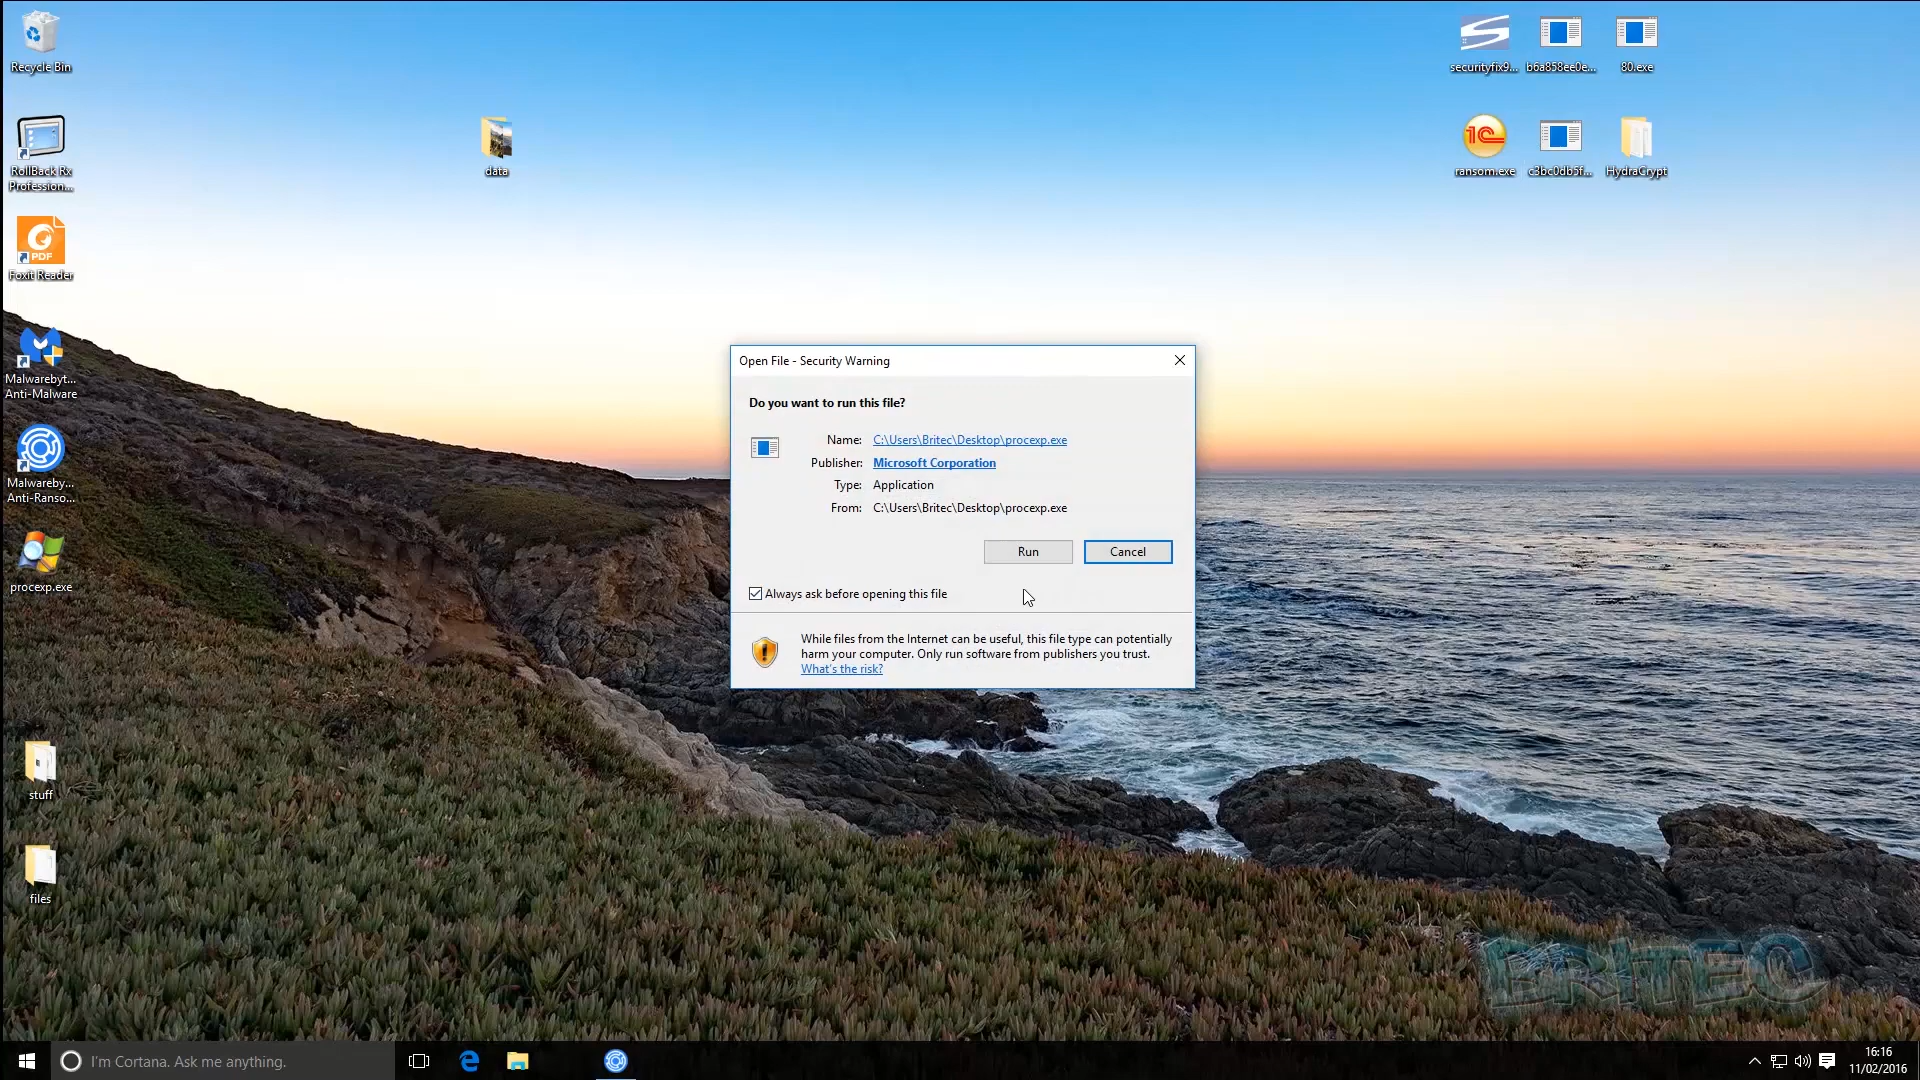 Recycle Bin
RollBack Rx
Profession...
Foxit Reader
Malwarebyt...
Anti-Malware
Malwareby...
Anti-Ranso...
procexp.exe
stuff
files
data
securityfix9...
b6a858ee0e...
80.exe
ransom.exe
c3bc0db5f...
HydraCrypt
Open File - Security Warning
Do you want to run this file?
Name: C:\Users\Britec\Desktop\procexp.exe
Publisher: Microsoft Corporation
Type: Application
From: C:\Users\Britec\Desktop\procexp.exe
Run
Cancel
Always ask before opening this file
While files from the Internet can be useful, this file type can potentially
harm your computer. Only run software from publishers you trust.
What's the risk?
BRITEC
I'm Cortana. Ask me anything.
16:16
11/02/2016
PDF
1C